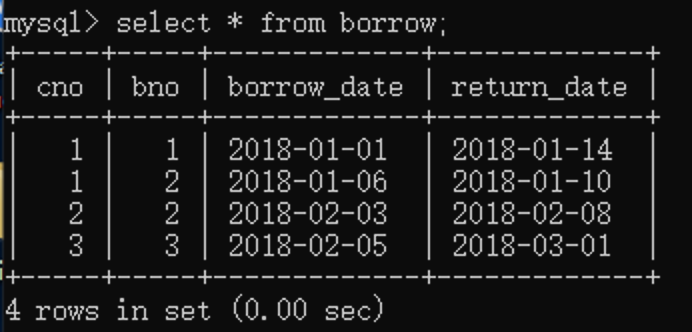 mysql> select * from borrow;
+-----+-----+-------------+-------------+
| cno | bno | borrow_date | return_date |
+-----+-----+-------------+-------------+
|   1 |   1 | 2018-01-01  | 2018-01-14  |
|   1 |   2 | 2018-01-06  | 2018-01-10  |
|   2 |   2 | 2018-02-03  | 2018-02-08  |
|   3 |   3 | 2018-02-05  | 2018-03-01  |
+-----+-----+-------------+-------------+
4 rows in set (0.00 sec)